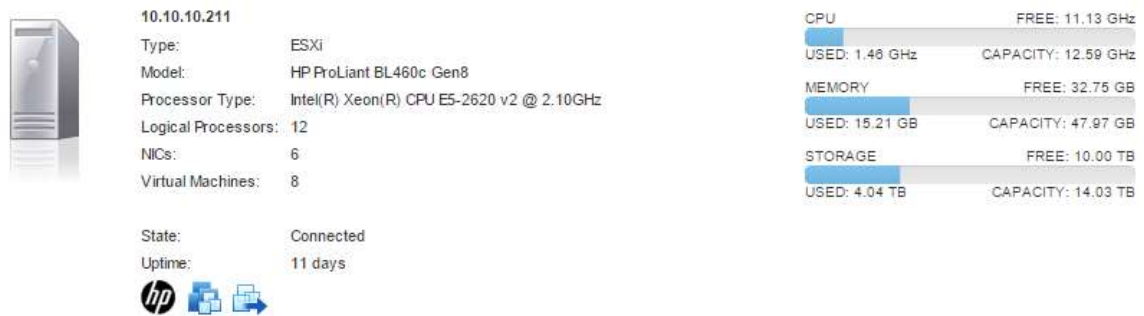 10.10.10.211
Type: ESXi
Model: HP ProLiant BL460c Gen8
Processor Type: Intel(R) Xeon(R) CPU E5-2620 v2 @ 2.10GHz
Logical Processors: 12
NICs: 6
Virtual Machines: 8
State: Connected
Uptime: 11 days
hp
CPU FREE: 11.13 GHz
USED: 1.46 GHz CAPACITY: 12.59 GHz
MEMORY FREE: 32.75 GB
USED: 15.21 GB CAPACITY: 47.97 GB
STORAGE FREE: 10.00 TB
USED: 4.04 TB CAPACITY: 14.03 TB